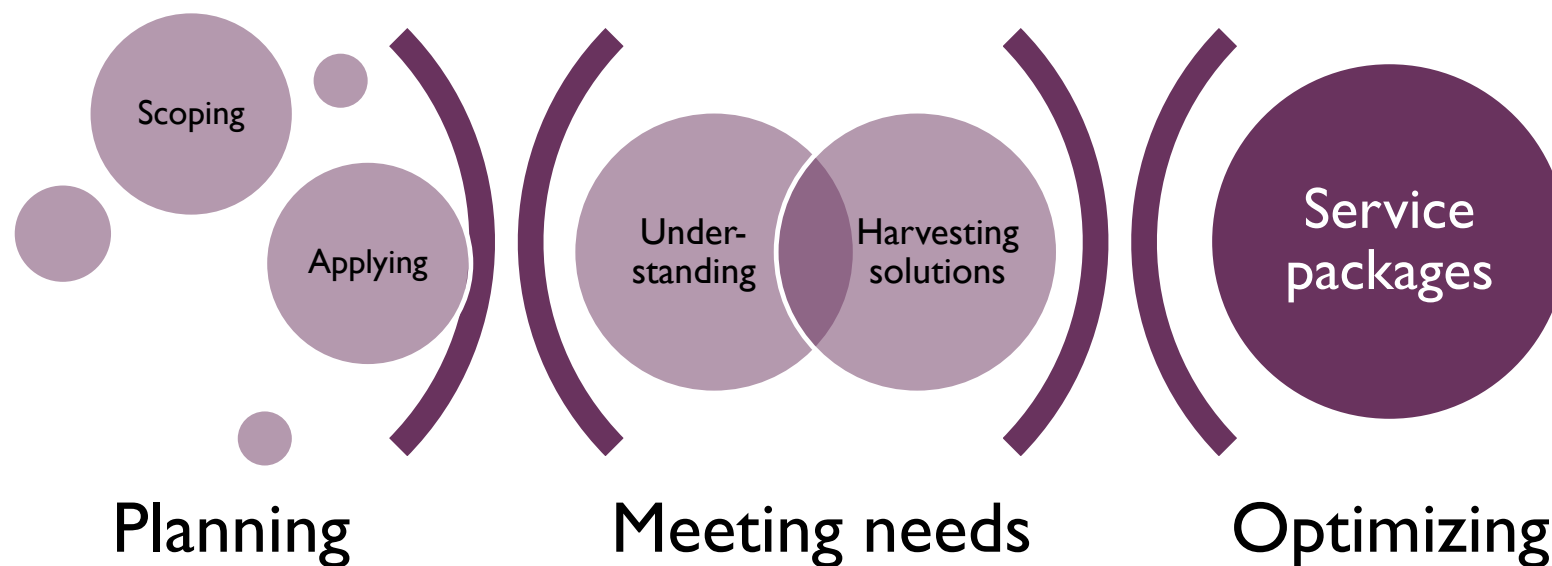 Scoping
Applying
Under-
standing
Harvesting
solutions
Service
packages
Planning
Meeting needs
Optimizing